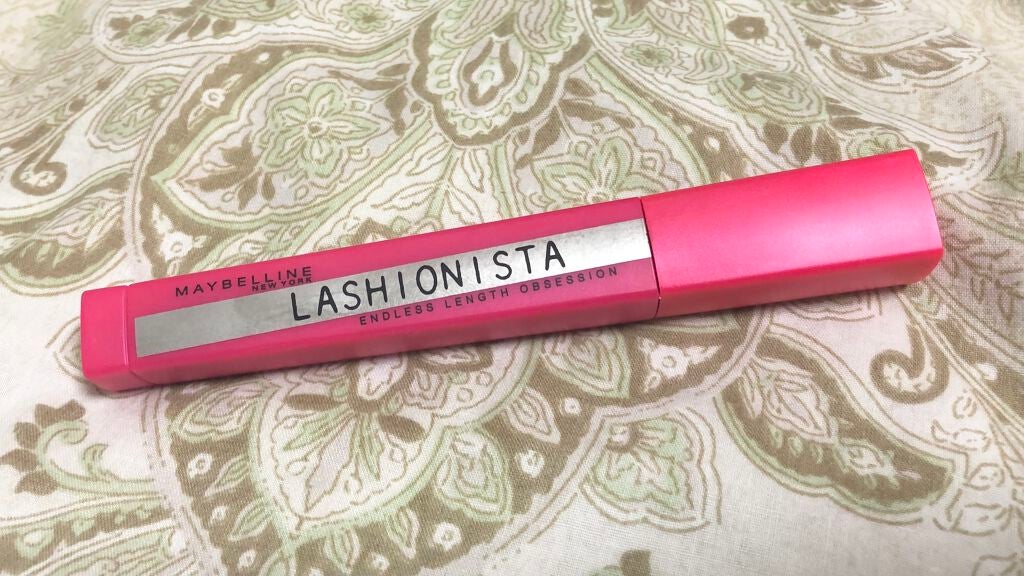 MAYBELLINE
NEW YORK
LASHIONISTA
ENDLESS LENGTH OBSESSION